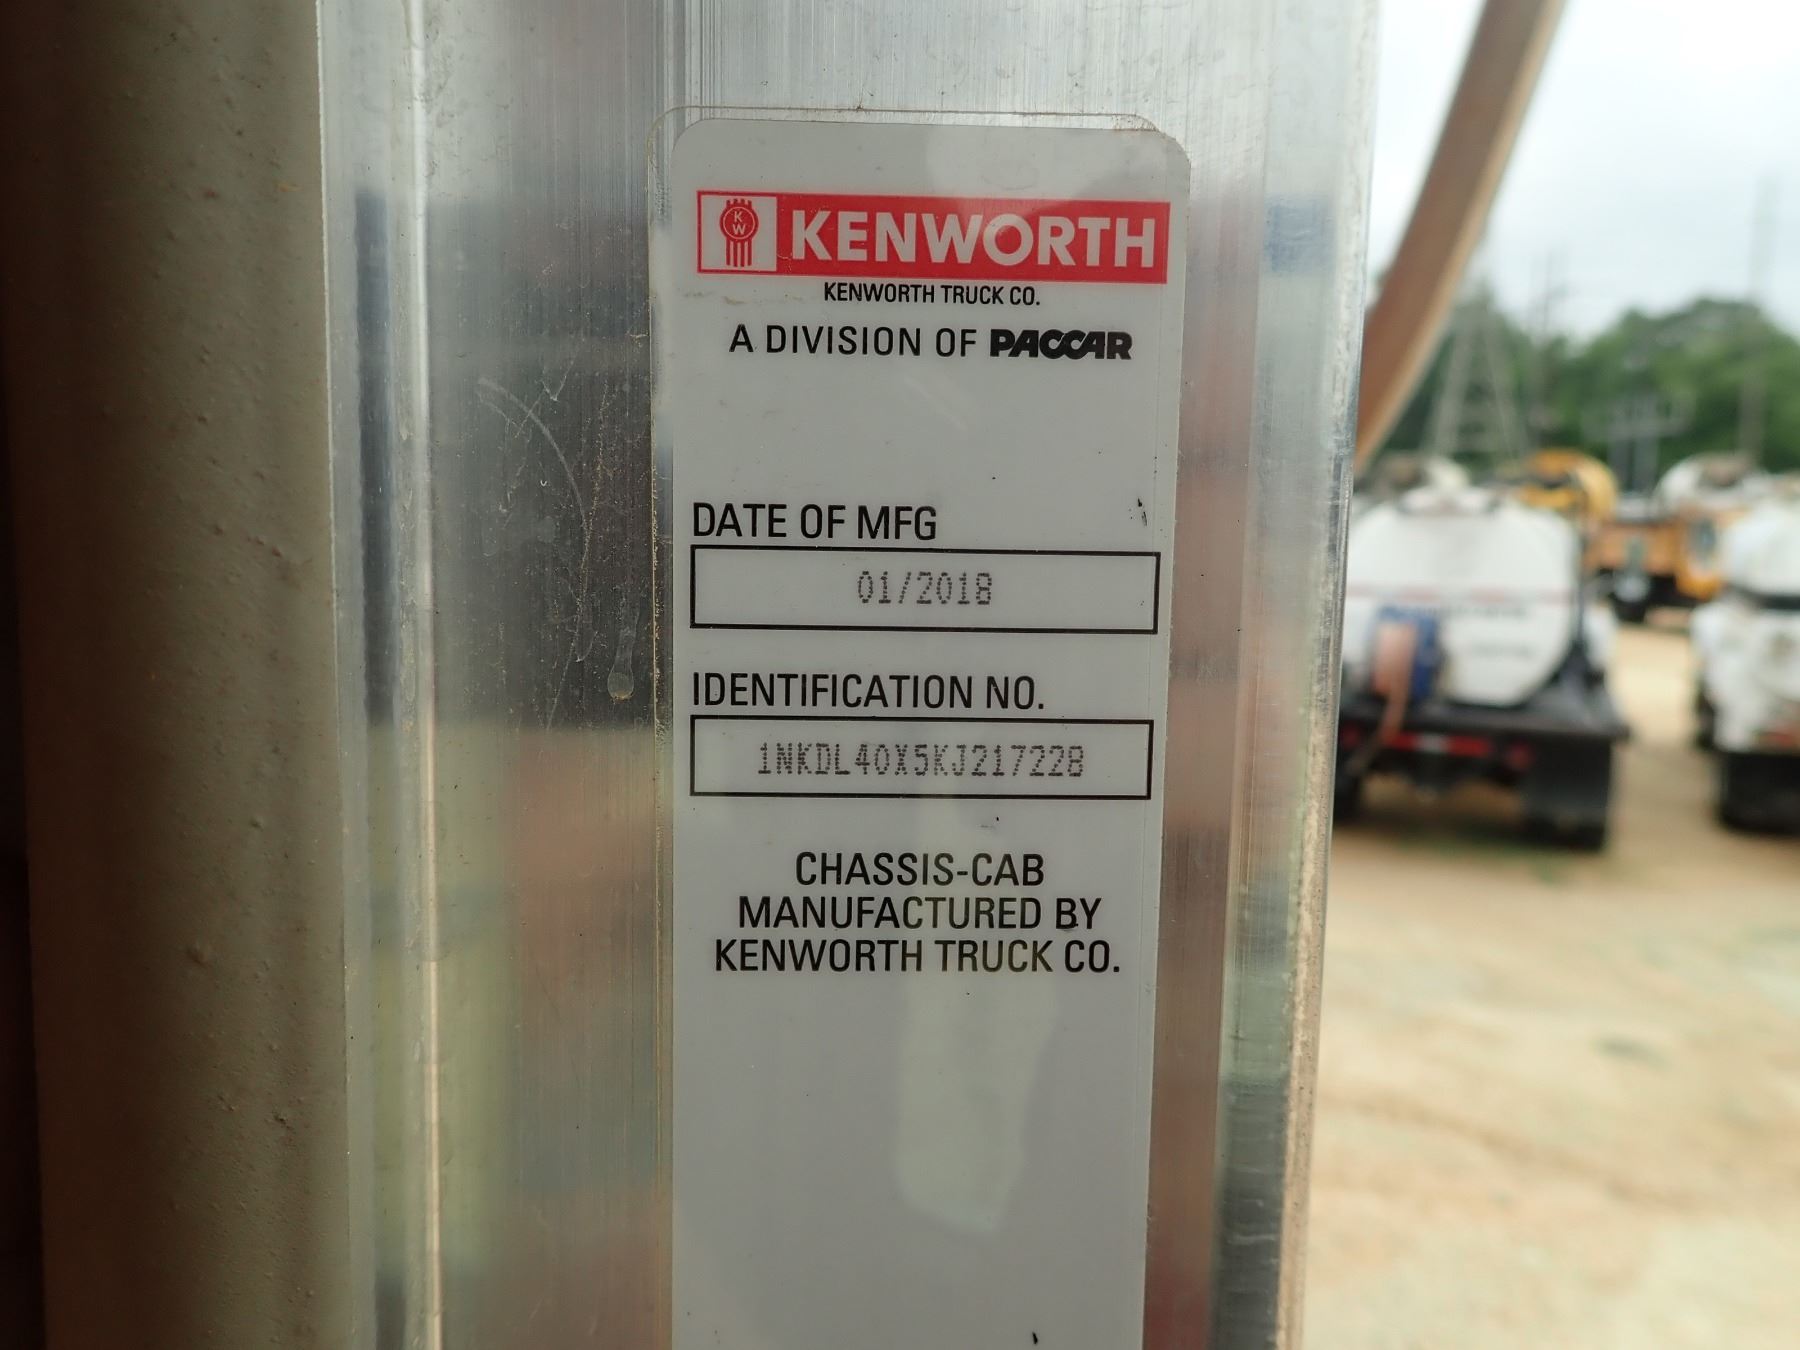 KW KENWORTH
KENWORTH TRUCK CO.
A DIVISION OF PACCAR
DATE OF MFG
01/2018
IDENTIFICATION NO.
1NKDL40X5KJ217228
CHASSIS-CAB
MANUFACTURED BY
KENWORTH TRUCK CO.